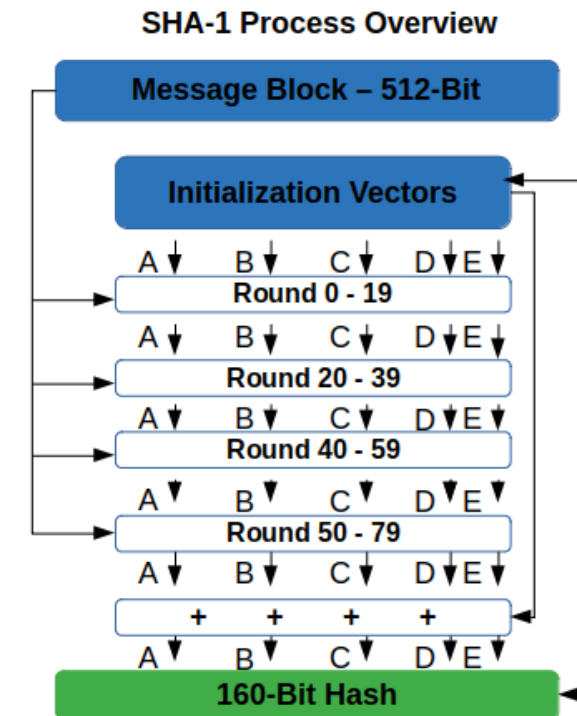 SHA-1 Process Overview
Message Block – 512-Bit
Initialization Vectors
A B C D E
Round 0 - 19
A B C D E
Round 20 - 39
A B C D E
Round 40 - 59
A B C D E
Round 50 - 79
A B C D E
+ + + +
A B C D E
160-Bit Hash